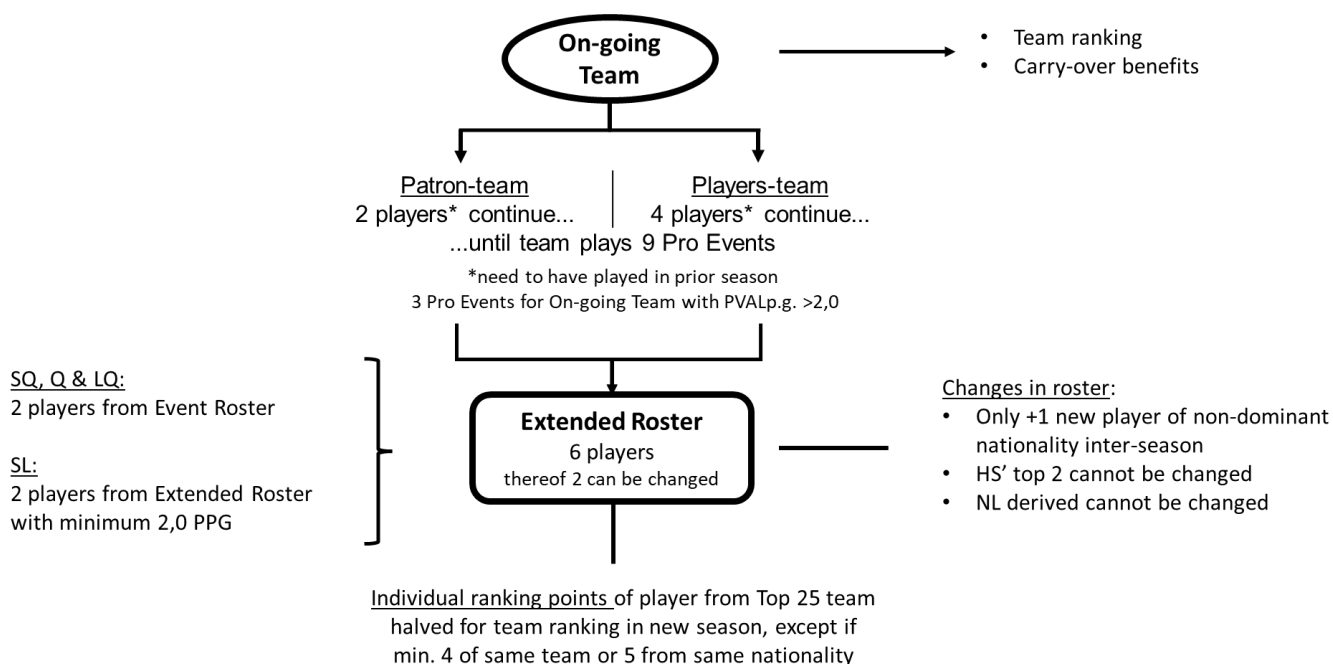 On-going
Team
• Team ranking
• Carry-over benefits
Patron-team
2 players* continue...
Players-team
4 players* continue...
...until team plays 9 Pro Events
*need to have played in prior season
3 Pro Events for On-going Team with PVALp.g. >2,0
SQ, Q & LQ:
2 players from Event Roster
SL:
2 players from Extended Roster
with minimum 2,0 PPG
Extended Roster
6 players
thereof 2 can be changed
Changes in roster:
• Only +1 new player of non-dominant
nationality inter-season
• HS’ top 2 cannot be changed
• NL derived cannot be changed
Individual ranking points of player from Top 25 team
halved for team ranking in new season, except if
min. 4 of same team or 5 from same nationality